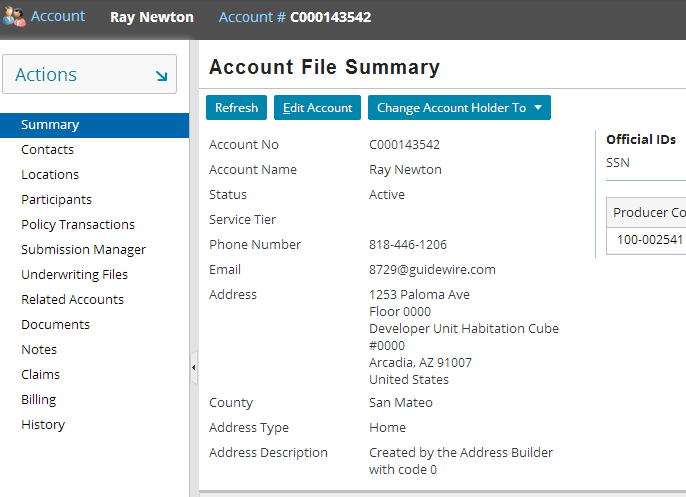 Account Ray Newton Account # C000143542
Actions
Summary
Contacts
Locations
Participants
Policy Transactions
Submission Manager
Underwriting Files
Related Accounts
Documents
Notes
Claims
Billing
History
Account File Summary
Refresh Edit Account Change Account Holder To
Account No C000143542
Account Name Ray Newton
Status Active
Service Tier
Phone Number 818-446-1206
Email 8729@guidewire.com
Address 1253 Paloma Ave
Floor 0000
Developer Unit Habitation Cube
#0000
Arcadia, AZ 91007
United States
County San Mateo
Address Type Home
Address Description Created by the Address Builder
with code 0
Official IDs
SSN
Producer Co
100-002541